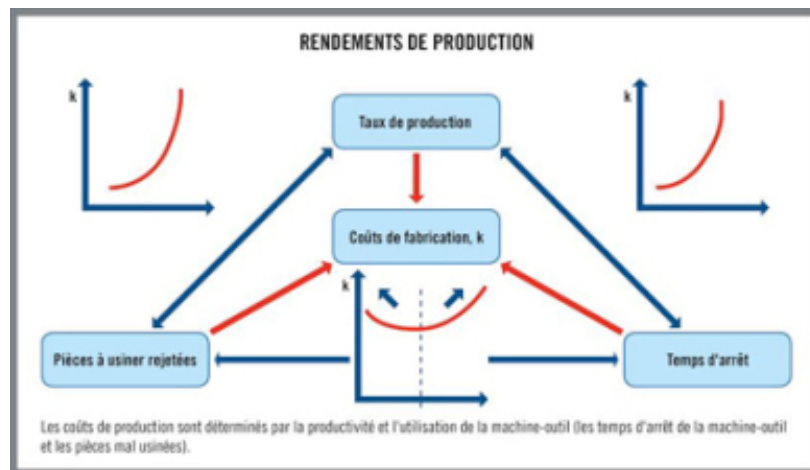 RENDEMENTS DE PRODUCTION
k
k
Taux de production
Coûts de fabrication, k
k
Pièces à usiner rejetées
Temps d'arrêt
Les coûts de production sont déterminés par la productivité et l'utilisation de la machine-outil (les temps d'arrêt de la machine-outil
et les pièces mal usinées).